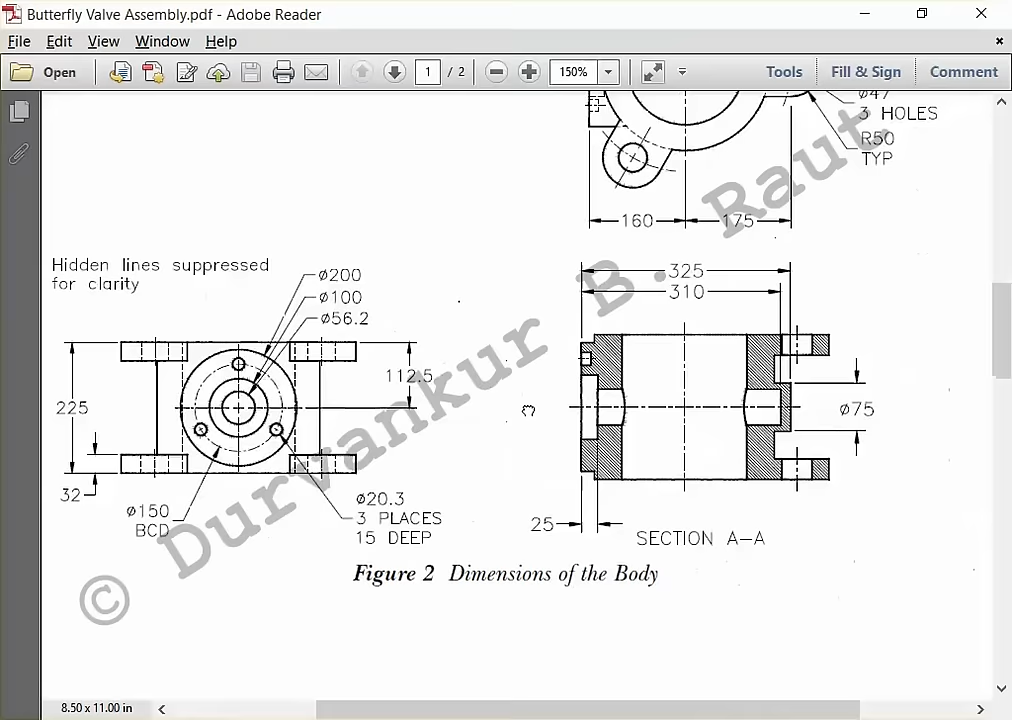 Butterfly Valve Assembly.pdf - Adobe Reader
File Edit View Window Help
Open 1 / 2 150% Tools Fill & Sign Comment
ø47
3 HOLES
R50
TYP
160 175
Hidden lines suppressed
for clarity
ø200
ø100
ø56.2
112.5
225
32
ø150
BCD
ø20.3
3 PLACES
15 DEEP
325
310
ø75
25
SECTION A–A
Figure 2 Dimensions of the Body
© Durvankur B. Raut
8.50 x 11.00 in